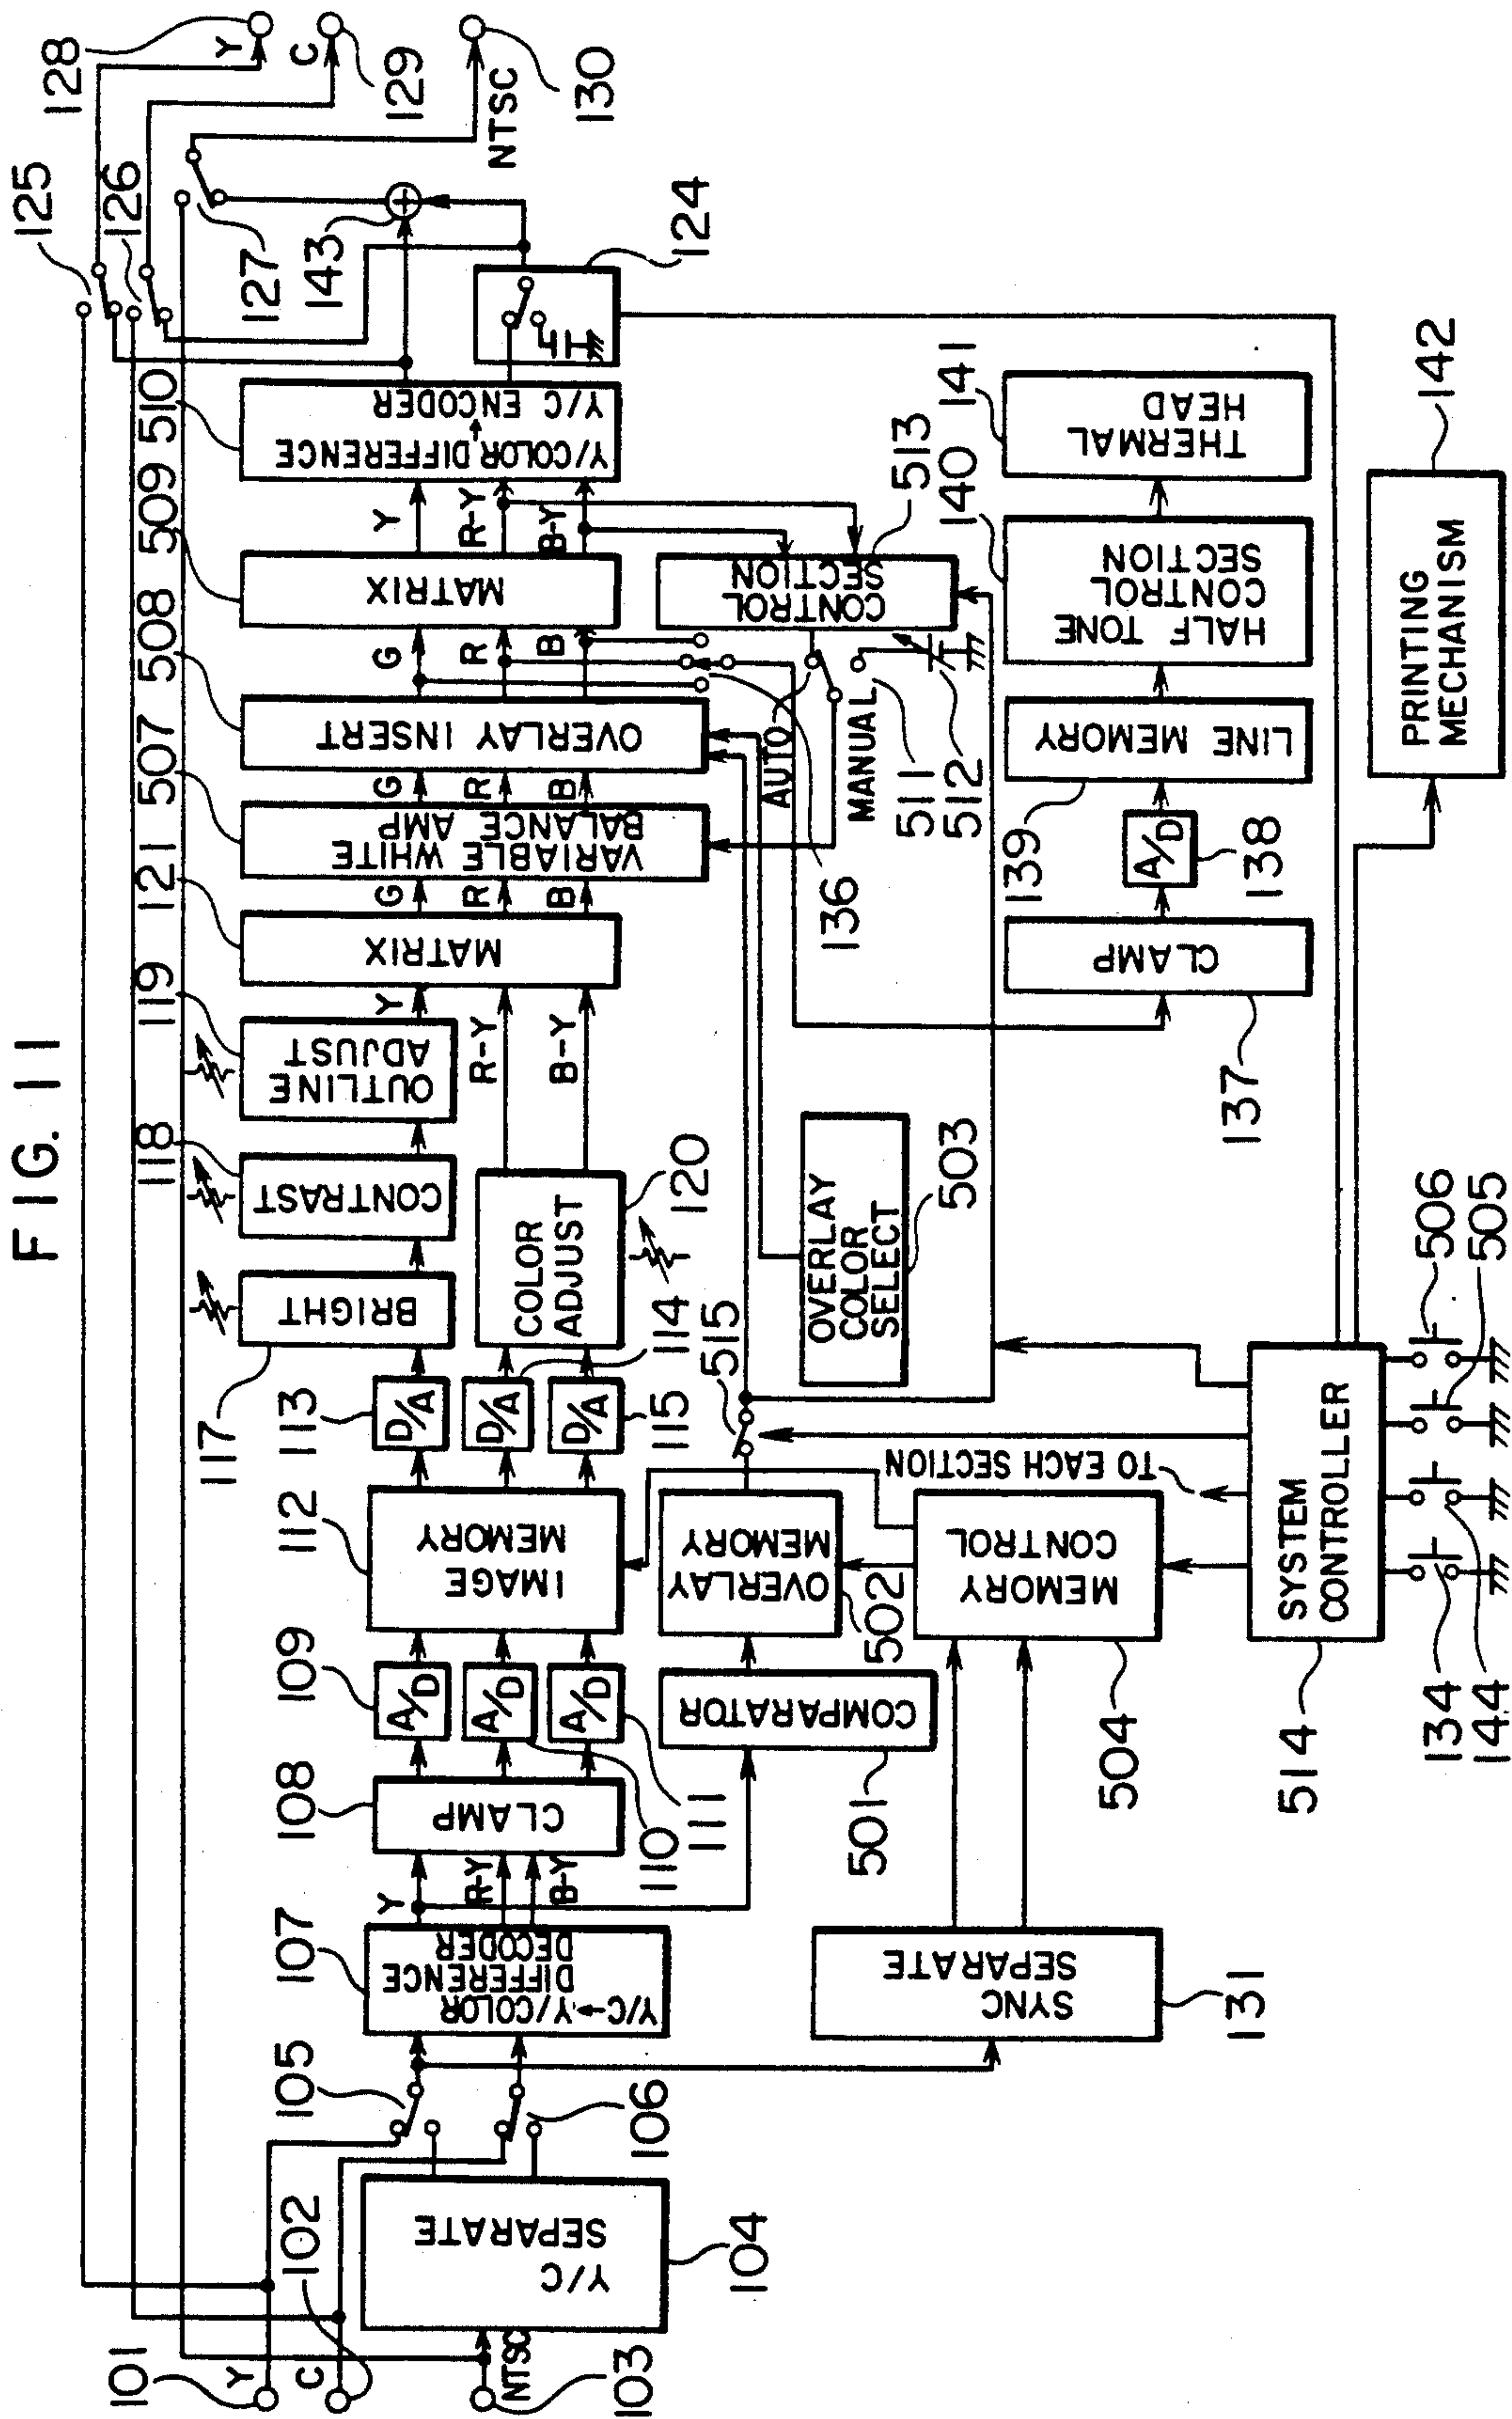 FIG. 11
101
Y
102
C
103
NTSC
104
Y/C
SEPARATE
105
106
107
Y/C→Y/COLOR
DIFFERENCE
DECODER
Y
R-Y
B-Y
108
CLAMP
109
A/D
110
A/D
111
A/D
112
IMAGE
MEMORY
113
D/A
114
D/A
115
D/A
117
BRIGHT
118
CONTRAST
119
OUTLINE
ADJUST
120
COLOR
ADJUST
Y
R-Y
B-Y
121
MATRIX
G
R
B
507
VARIABLE WHITE
BALANCE AMP
G
R
B
508
OVERLAY INSERT
G
R
B
509
MATRIX
Y
R-Y
B-Y
510
Y/COLOR DIFFERENCE
→
Y/C ENCODER
124
143
125
126
127
128
Y
129
C
130
NTSC
131
SYNC
SEPARATE
501
COMPARATOR
502
OVERLAY
MEMORY
504
MEMORY
CONTROL
515
503
OVERLAY
COLOR
SELECT
TO EACH SECTION
514
SYSTEM
CONTROLLER
134
144
505
506
136
AUTO
MANUAL
511
512
513
CONTROL
SECTION
137
CLAMP
138
A/D
139
LINE MEMORY
140
HALF TONE
CONTROL
SECTION
141
THERMAL
HEAD
142
PRINTING
MECHANISM